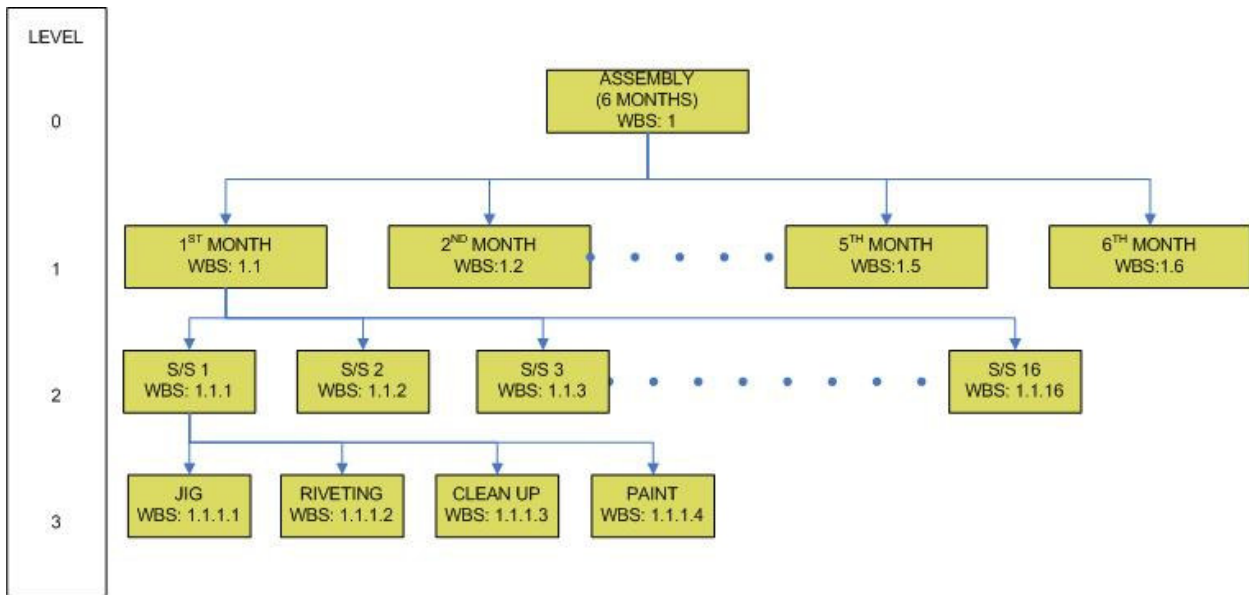 LEVEL
0
ASSEMBLY
(6 MONTHS)
WBS: 1
1
1ST MONTH
WBS: 1.1
2ND MONTH
WBS:1.2
5TH MONTH
WBS:1.5
6TH MONTH
WBS:1.6
2
S/S 1
WBS: 1.1.1
S/S 2
WBS: 1.1.2
S/S 3
WBS: 1.1.3
S/S 16
WBS: 1.1.16
3
JIG
WBS: 1.1.1.1
RIVETING
WBS: 1.1.1.2
CLEAN UP
WBS: 1.1.1.3
PAINT
WBS: 1.1.1.4